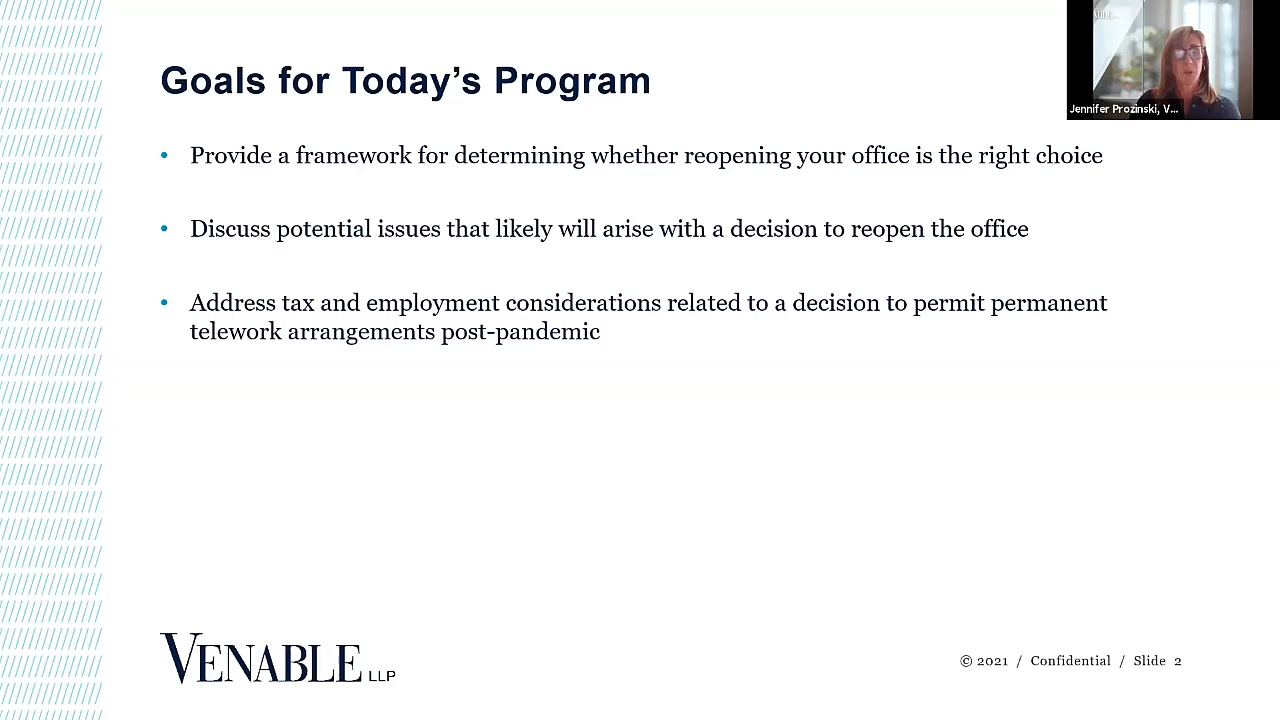 Goals for Today's Program
Jennifer Prozinski, V...
• Provide a framework for determining whether reopening your office is the right choice
• Discuss potential issues that likely will arise with a decision to reopen the office
• Address tax and employment considerations related to a decision to permit permanent
telework arrangements post-pandemic
VENABLE LLP
© 2021 / Confidential / Slide 2